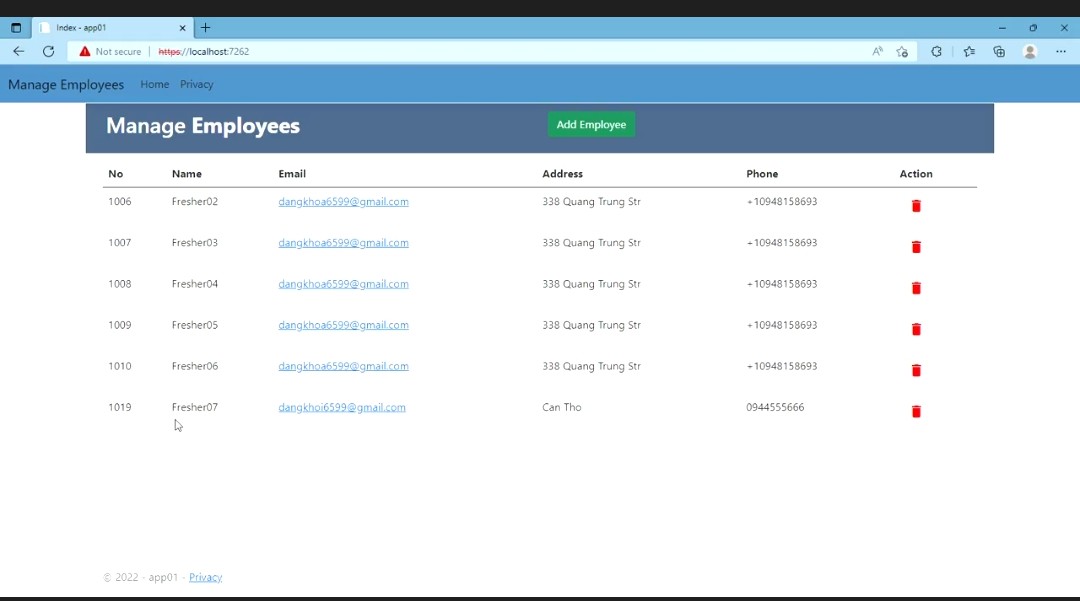 Index - app01
Not secure | https://localhost:7262
Manage Employees Home Privacy
Manage Employees Add Employee
No Name Email Address Phone Action
1006 Fresher02 dangkhoa6599@gmail.com 338 Quang Trung Str +10948158693
1007 Fresher03 dangkhoa6599@gmail.com 338 Quang Trung Str +10948158693
1008 Fresher04 dangkhoa6599@gmail.com 338 Quang Trung Str +10948158693
1009 Fresher05 dangkhoa6599@gmail.com 338 Quang Trung Str +10948158693
1010 Fresher06 dangkhoa6599@gmail.com 338 Quang Trung Str +10948158693
1019 Fresher07 dangkhoi6599@gmail.com Can Tho 0944555666
© 2022 - app01 - Privacy